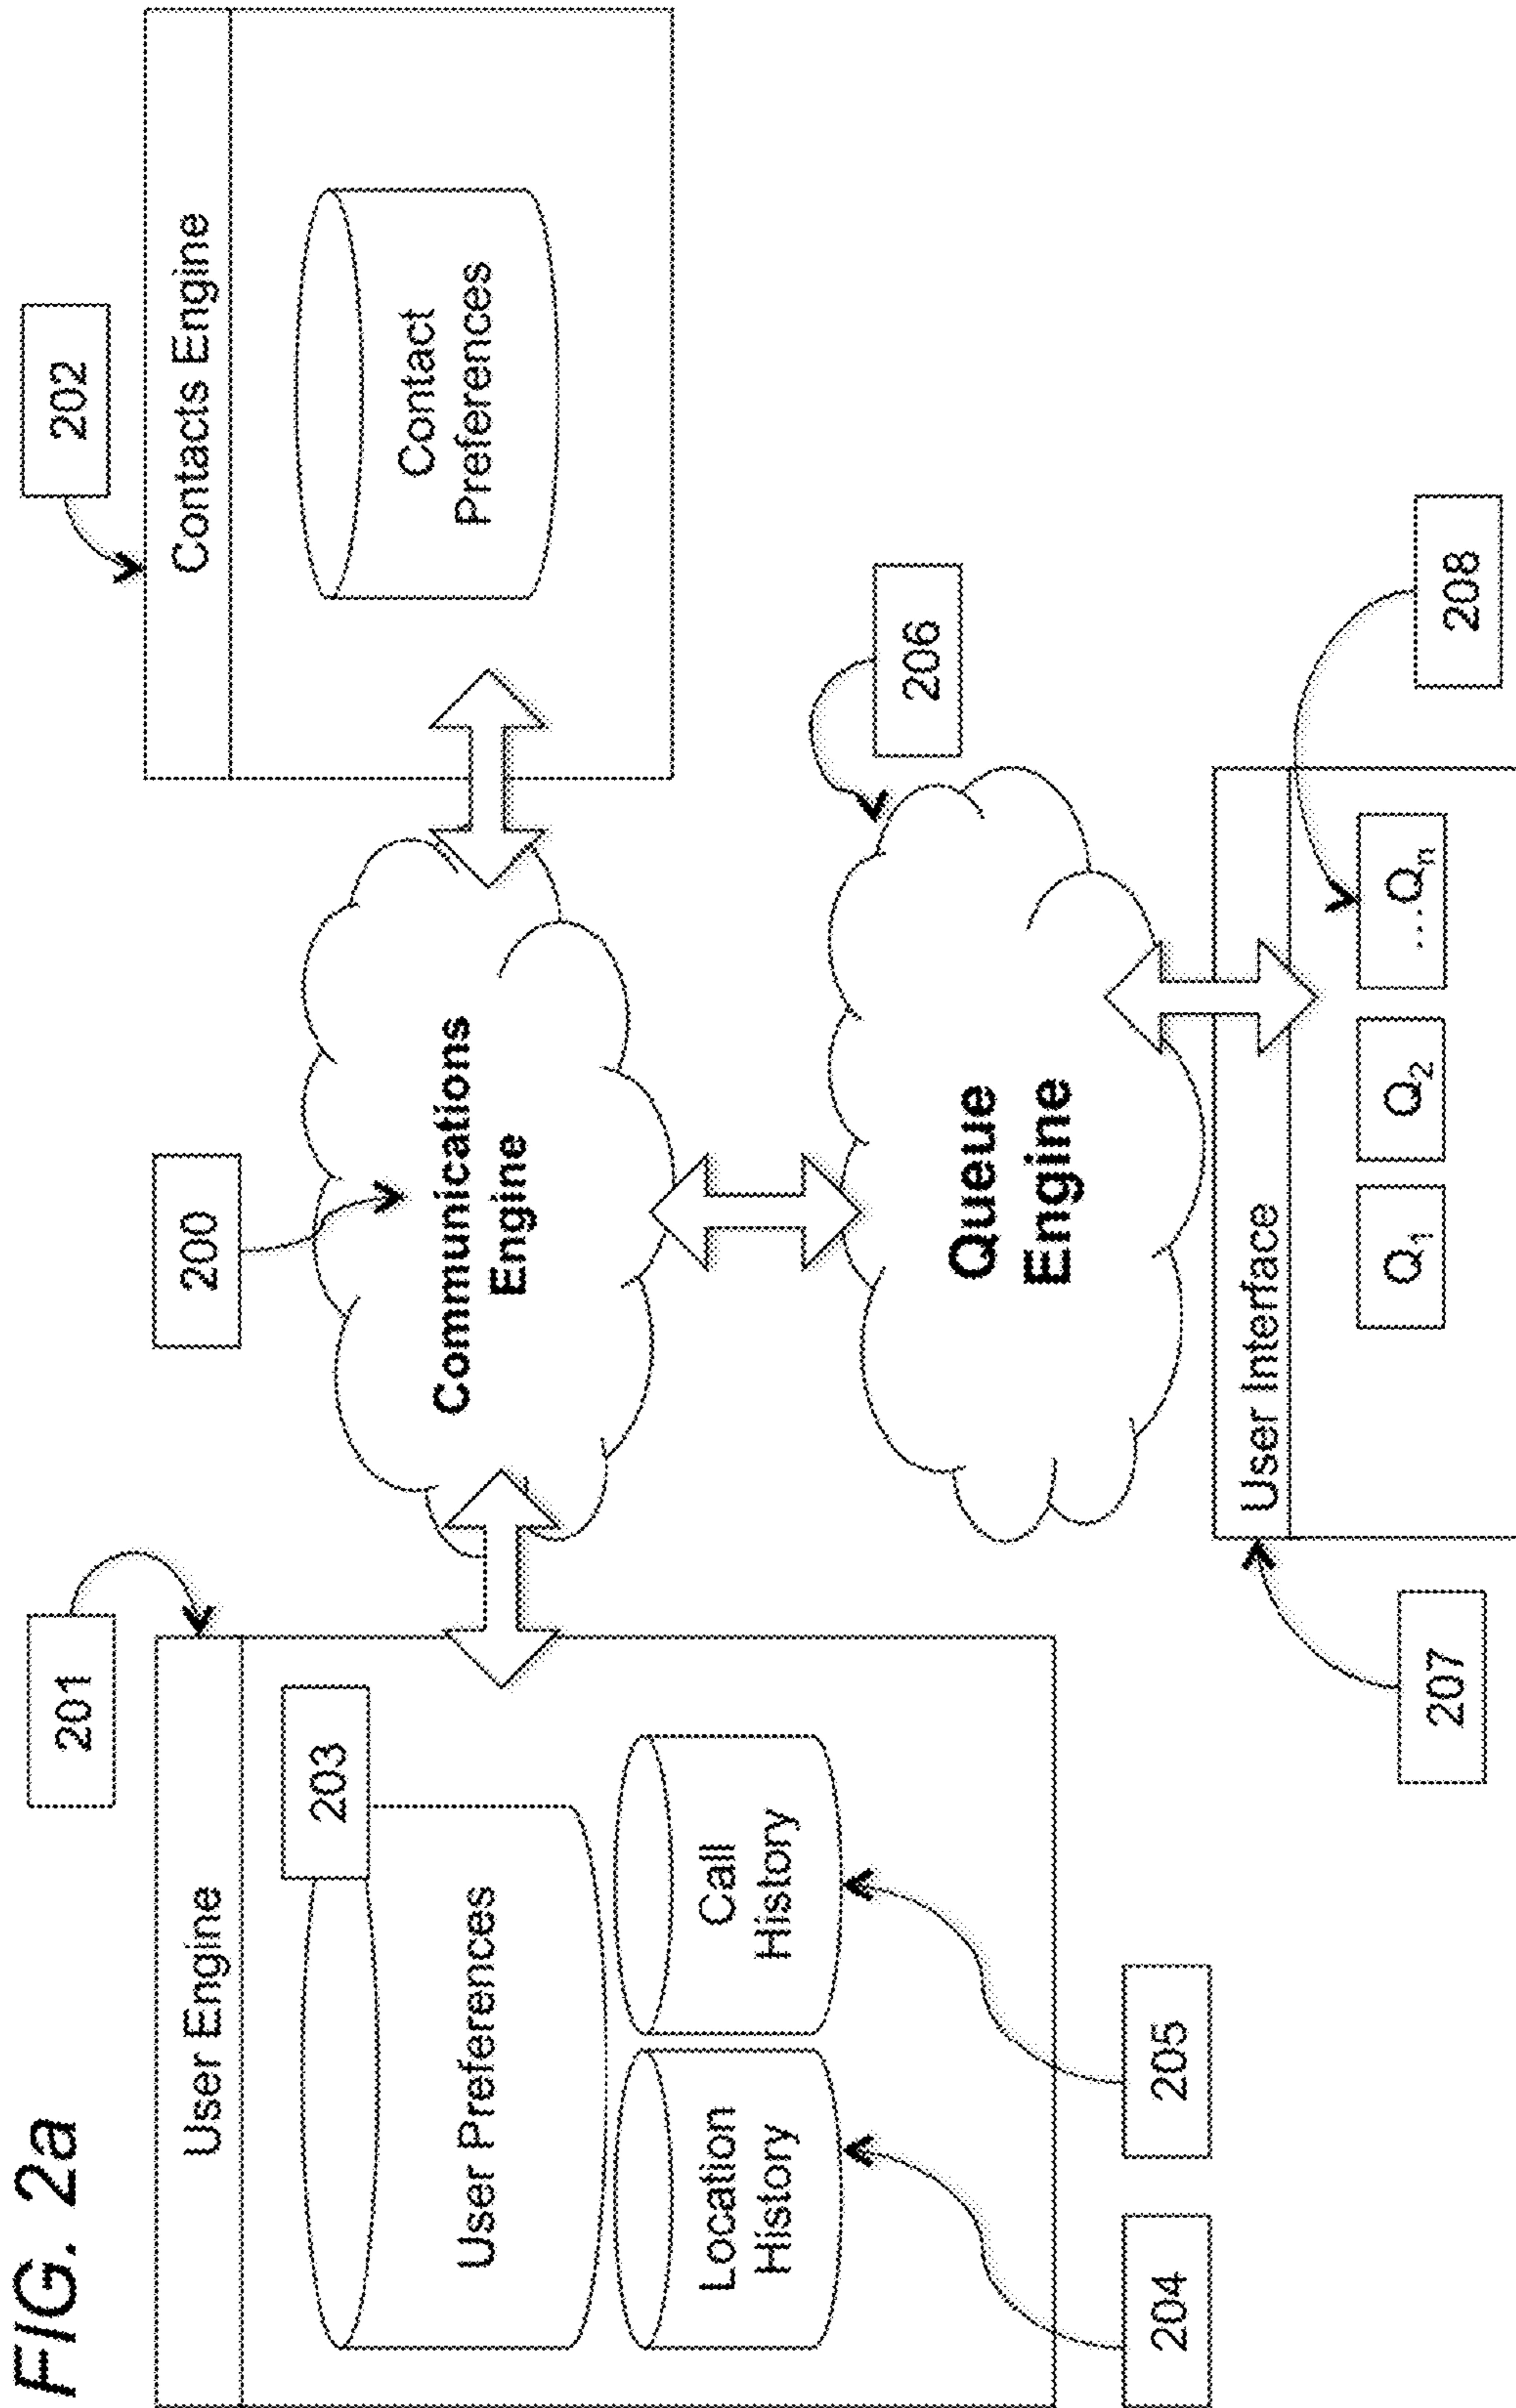 FIG. 2a
201
User Engine
203
User Preferences
Location
History
Call
History
204
205
200
Communications
Engine
202
Contacts Engine
Contact
Preferences
206
Queue
Engine
207
User Interface
Q1
Q2
...Qn
208